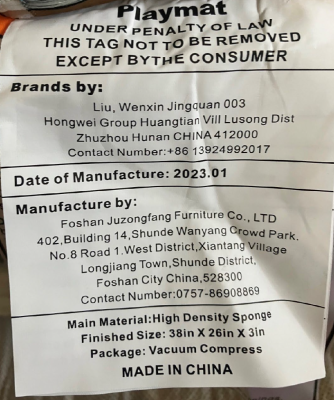 Playmat
UNDER PENALTY OF LAW
THIS TAG NOT TO BE REMOVED
EXCEPT BYTHE CONSUMER
Brands by:
Liu, Wenxin Jingquan 003
Hongwei Group Huangtian Vill Lusong Dist
Zhuzhou Hunan CHINA 412000
Contact Number:+86 13924992017
Date of Manufacture: 2023.01
Manufacture by:
Foshan Juzongfang Furniture Co., LTD
402,Building 14,Shunde Wanyang Crowd Park.
No.8 Road 1.West District,Xiantang Village
Longjiang Town,Shunde District,
Foshan City China,528300
Contact Number:0757-86908869
Main Material:High Density Sponge
Finished Size: 38in X 26in X 3in
Package: Vacuum Compress
MADE IN CHINA